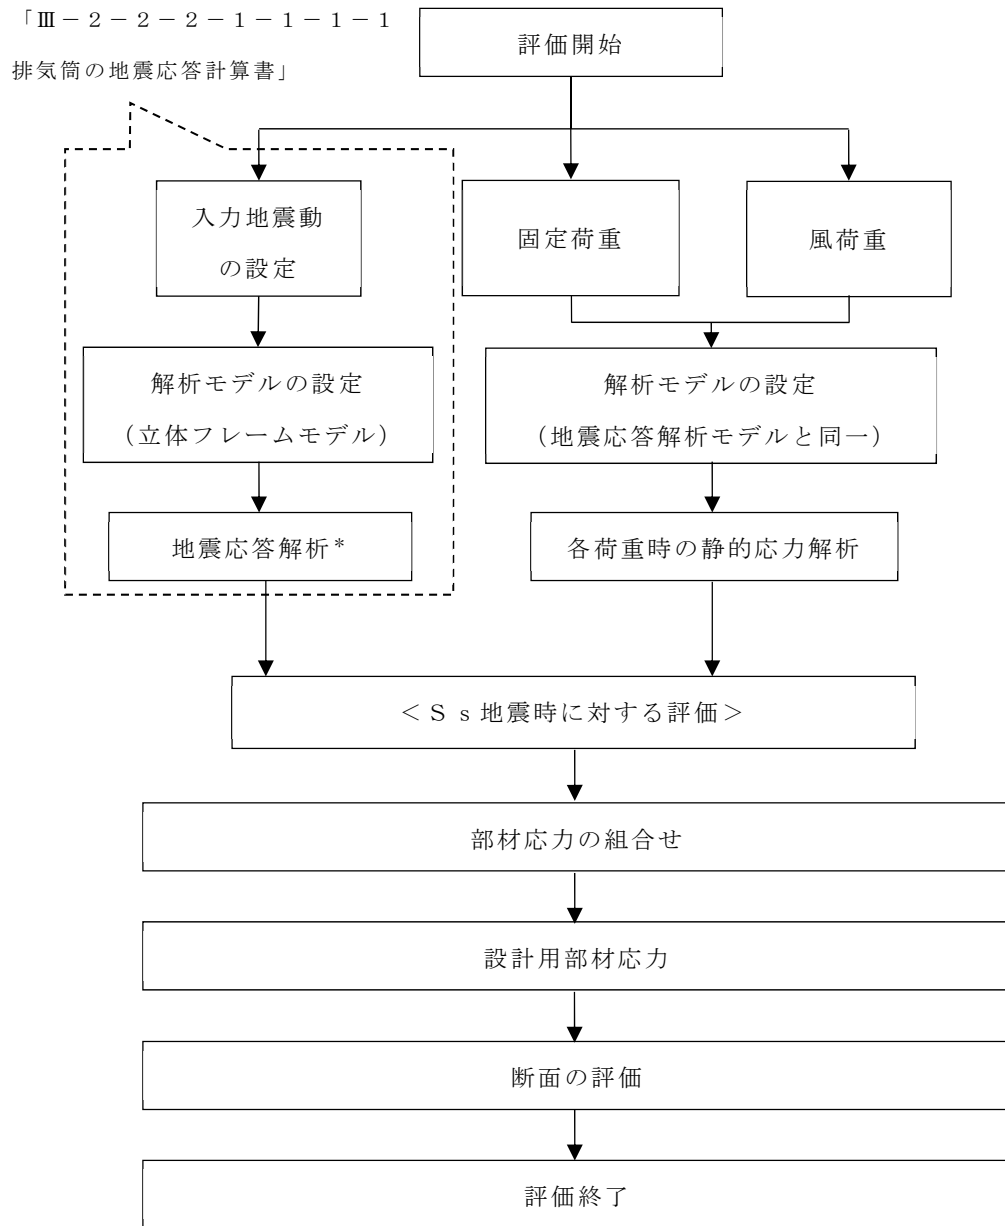 「Ⅲ－２－２－２－１－１－１－１
排気筒の地震応答計算書」
評価開始
入力地震動
の設定
固定荷重
風荷重
解析モデルの設定
（立体フレームモデル）
解析モデルの設定
（地震応答解析モデルと同一）
地震応答解析*
各荷重時の静的応力解析
＜Ｓｓ地震時に対する評価＞
部材応力の組合せ
設計用部材応力
断面の評価
評価終了